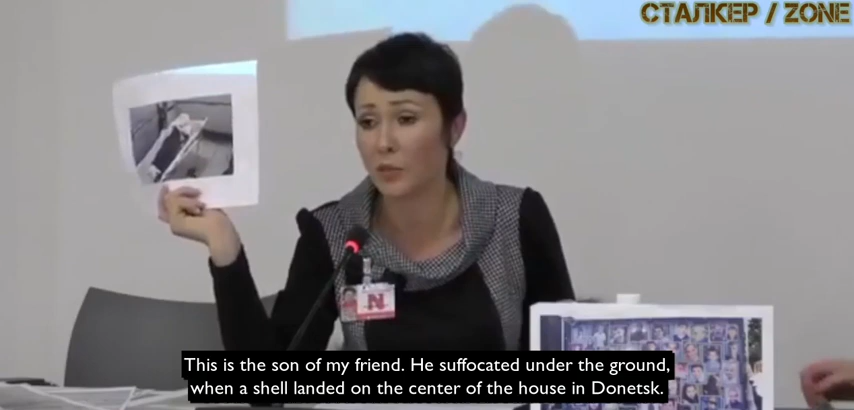 СТАЛКЕР / ZONE
N
This is the son of my friend. He suffocated under the ground,
when a shell landed on the center of the house in Donetsk.